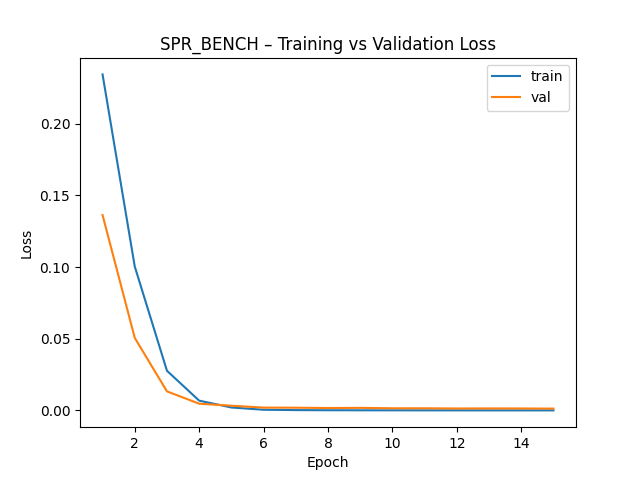 SPR_BENCH – Training vs Validation Loss
train
val
0.20
0.15
0.10
0.05
0.00
Loss
2
4
6
8
10
12
14
Epoch